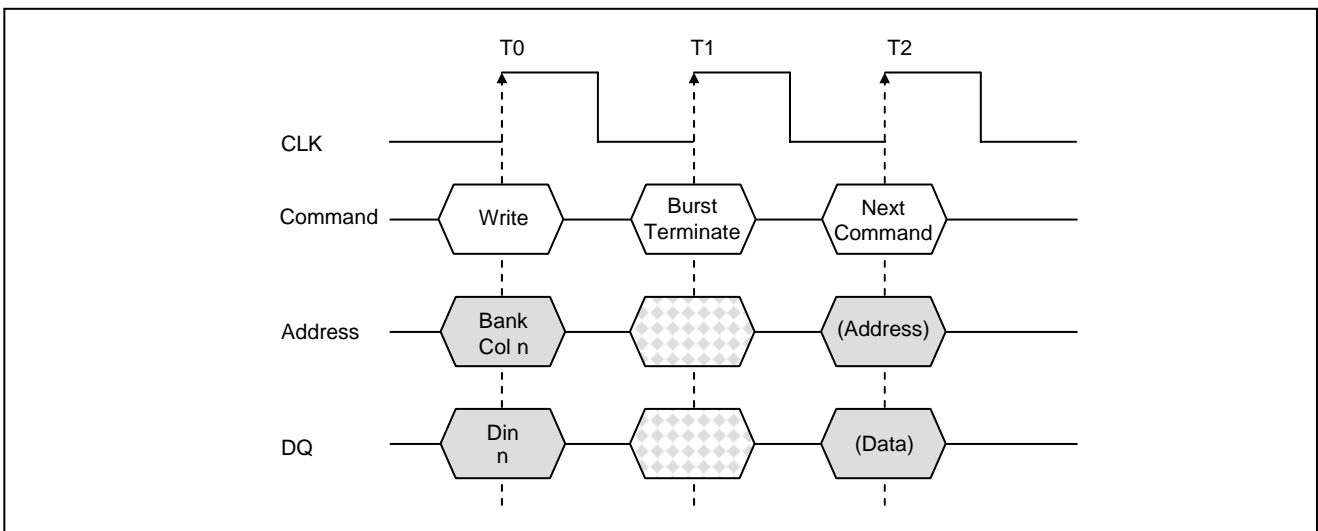 T0 T1 T2
CLK
Command Write Burst Terminate Next Command
Address Bank Col n (Address)
DQ Din n (Data)